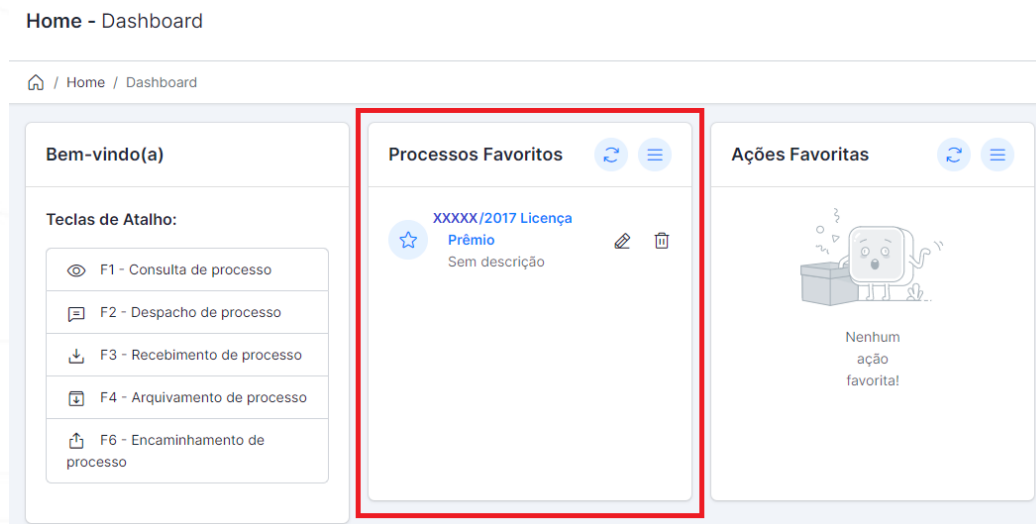 Home - Dashboard
/ Home / Dashboard
Bem-vindo(a)
Teclas de Atalho:
F1 - Consulta de processo
F2 - Despacho de processo
F3 - Recebimento de processo
F4 - Arquivamento de processo
F6 - Encaminhamento de
processo
Processos Favoritos
XXXXX/2017 Licença
Prêmio
Sem descrição
Ações Favoritas
Nenhum
ação
favorita!